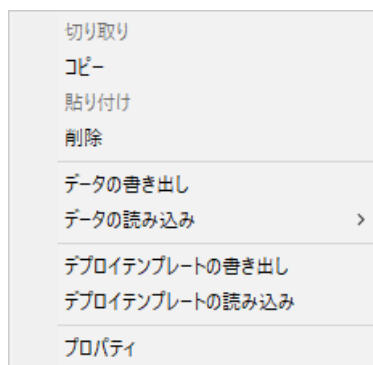 切り取り
コピー
貼り付け
削除
データの書き出し
データの読み込み
デプロイテンプレートの書き出し
デプロイテンプレートの読み込み
プロパティ